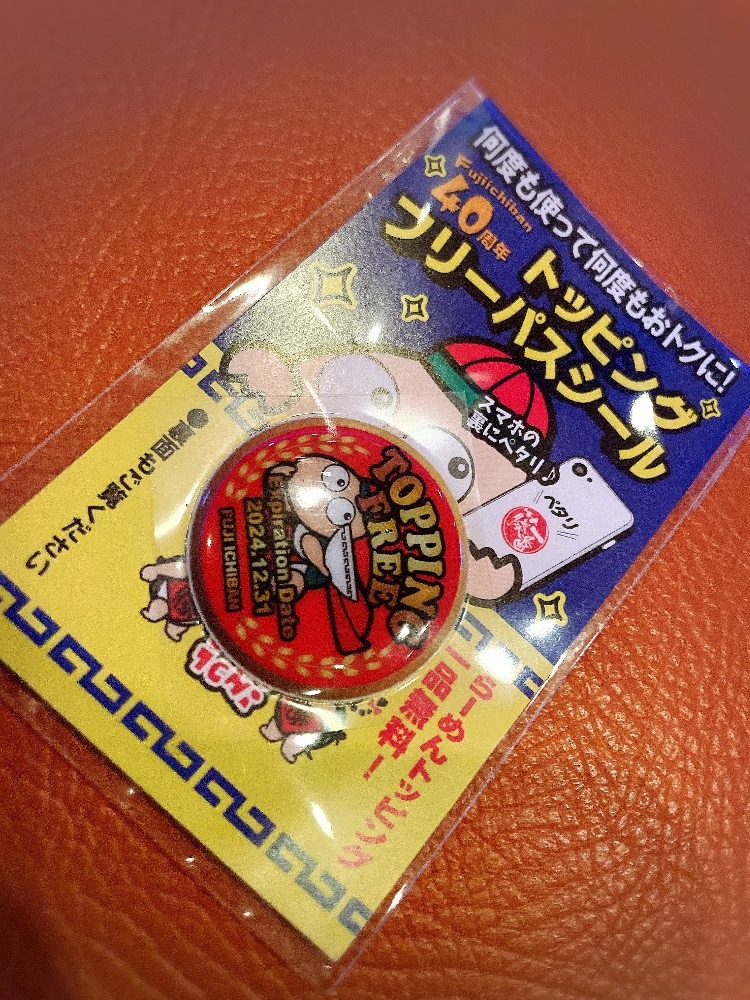 何度も使って何度もおトクに!
Fujiichiban
40周年
トッピング
フリーパスシール
スマホの
裏にペタリ♪
ペタリ
TOPPING
FREE
Expiration Date
2024.12.31
FUJI ICHIBAN
●裏面もご覧ください
らーめんトッピング
一品無料!